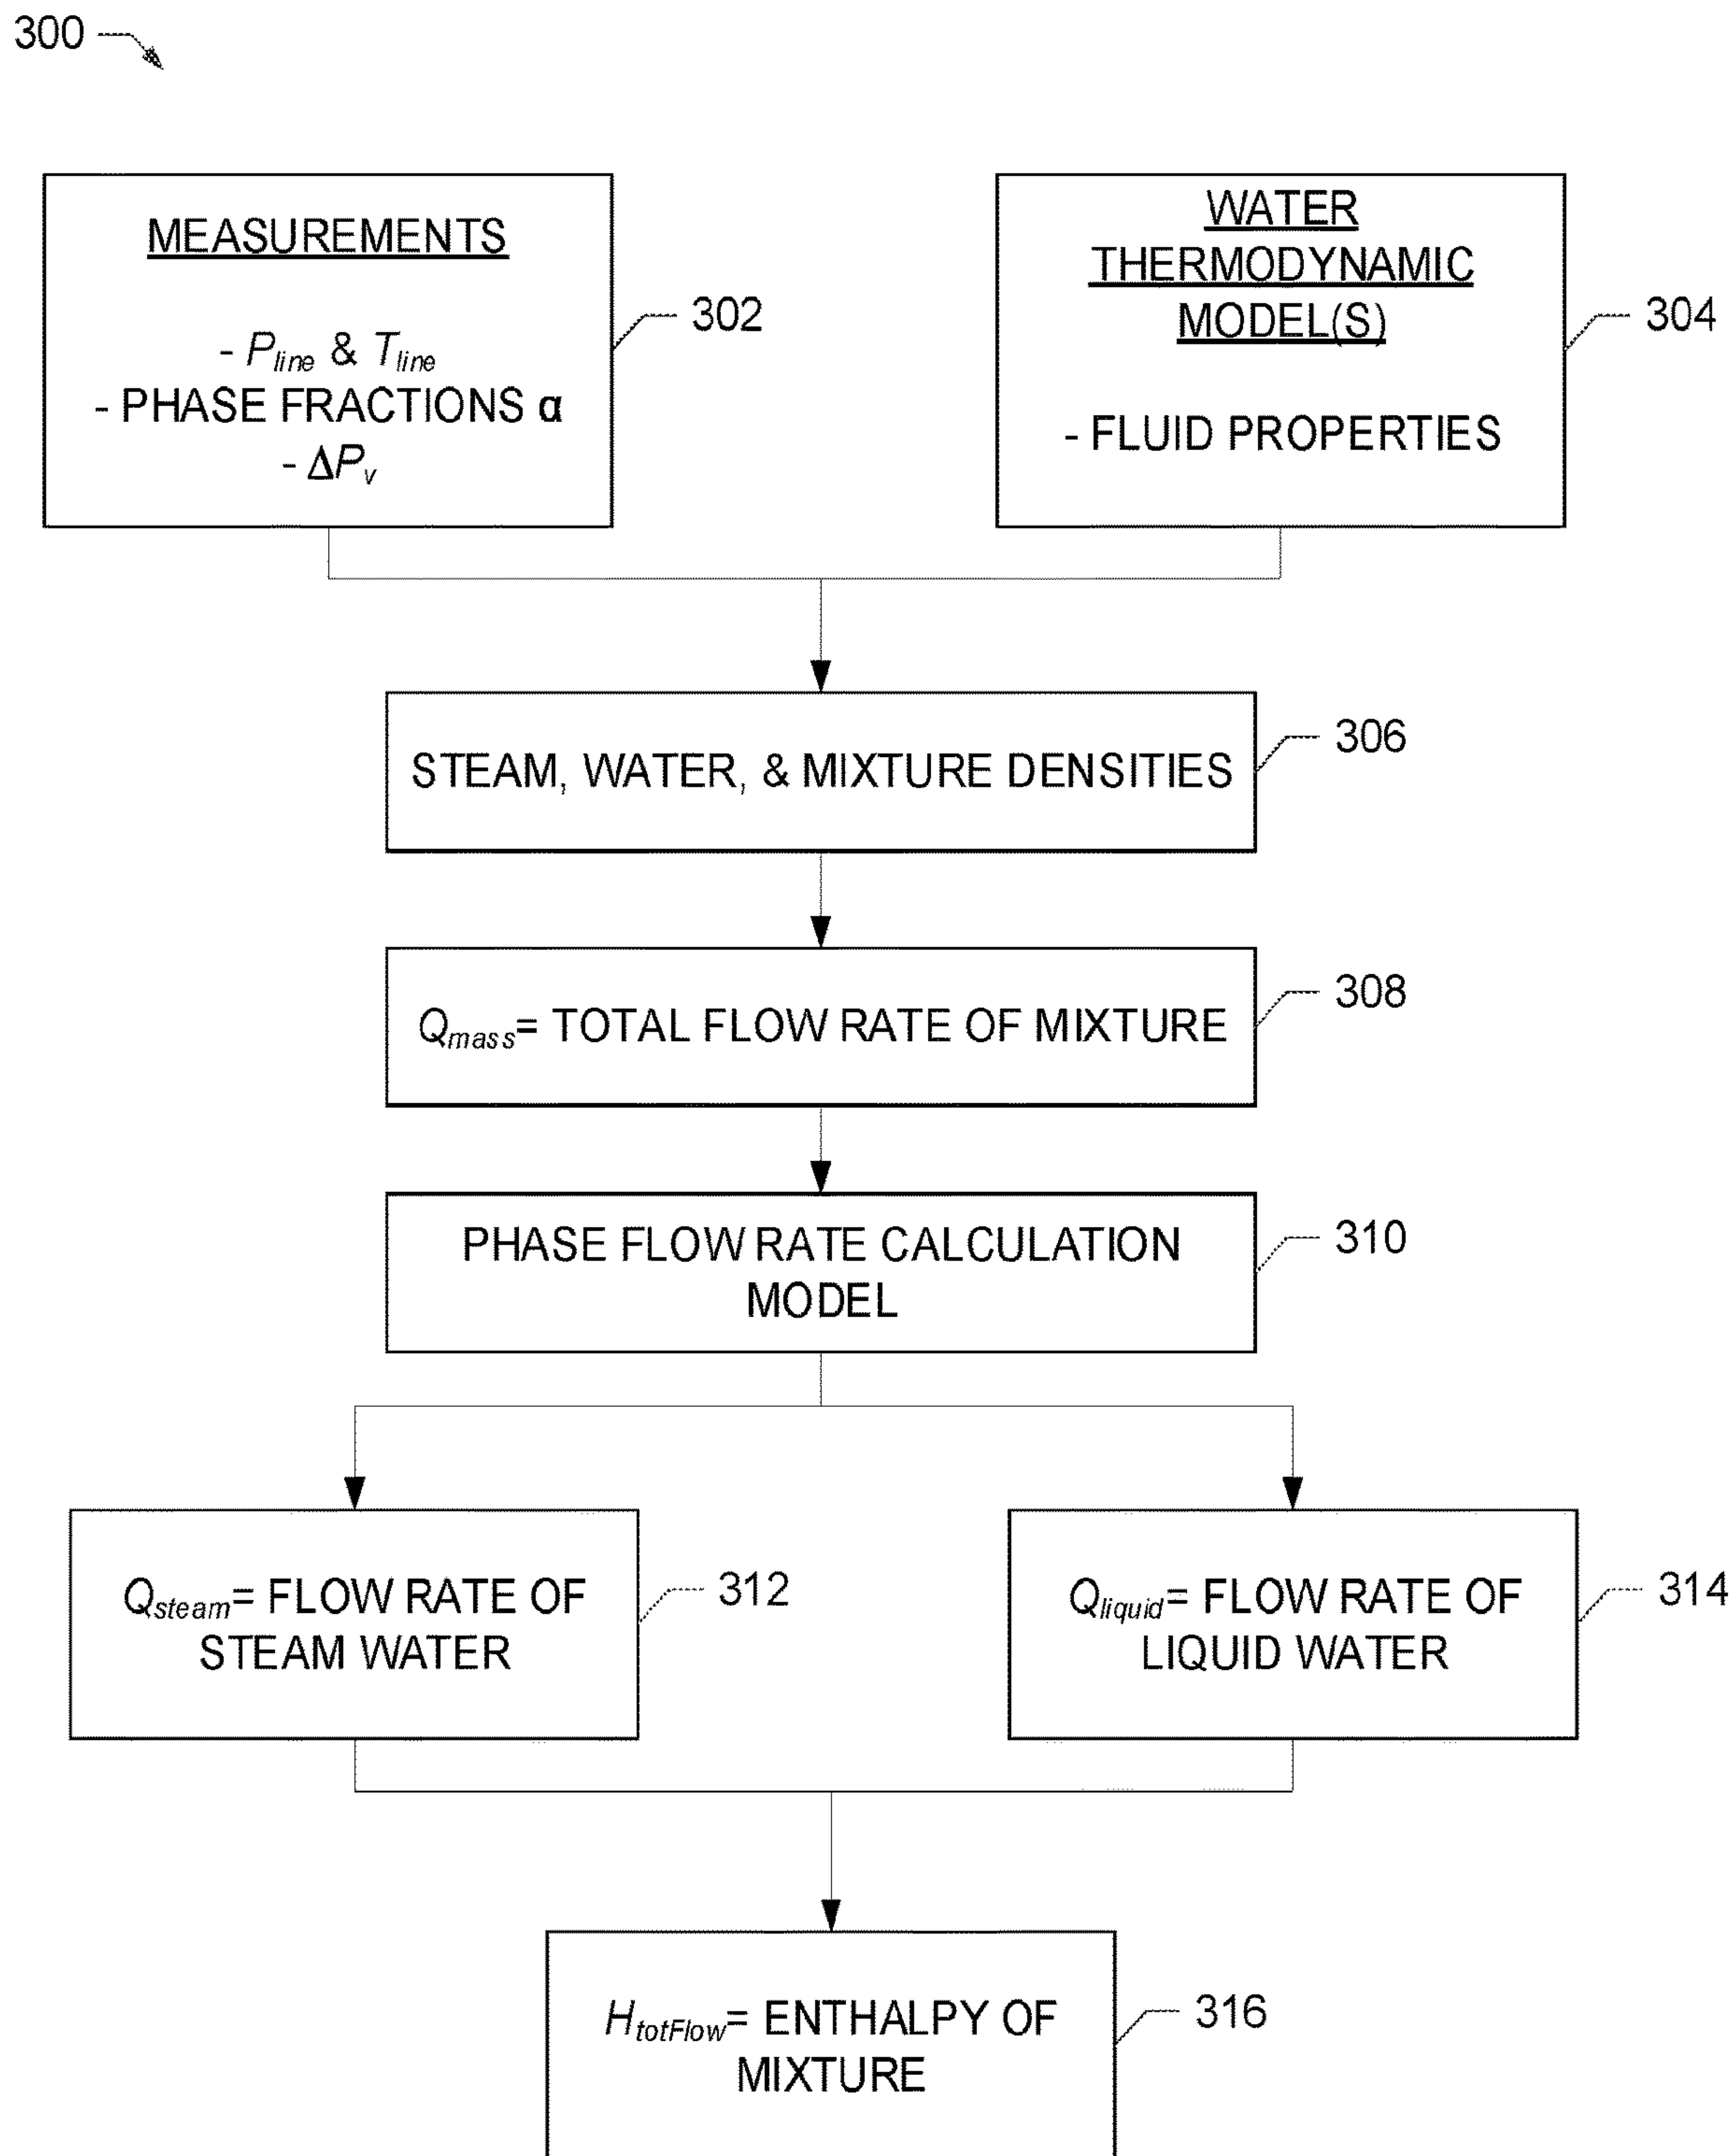 300
MEASUREMENTS
- Pline & Tline
- PHASE FRACTIONS α
- ΔPv
302
WATER
THERMODYNAMIC
MODEL(S)
- FLUID PROPERTIES
304
STEAM, WATER, & MIXTURE DENSITIES
306
Qmass= TOTAL FLOW RATE OF MIXTURE
308
PHASE FLOW RATE CALCULATION
MODEL
310
Qsteam= FLOW RATE OF
STEAM WATER
312
Qliquid= FLOW RATE OF
LIQUID WATER
314
HtotFlow= ENTHALPY OF
MIXTURE
316